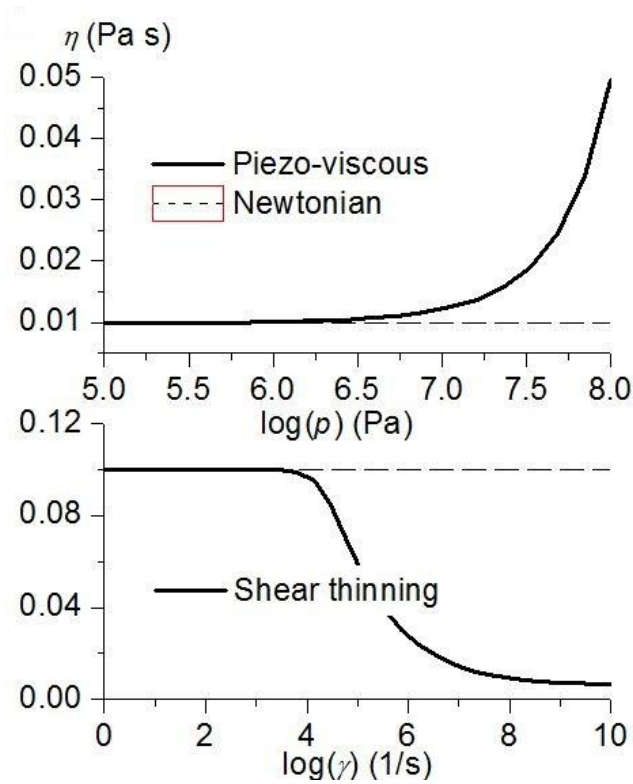 η (Pa s)
0.05
0.04
0.03
0.02
0.01
Piezo-viscous
Newtonian
5.0 5.5 6.0 6.5 7.0 7.5 8.0
log(p) (Pa)
0.12
0.08
0.04
0.00
Shear thinning
0 2 4 6 8 10
log(γ) (1/s)